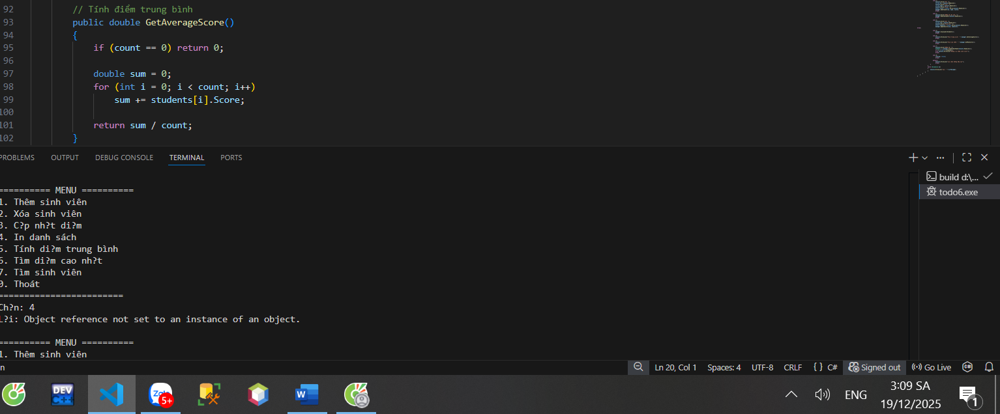 92 // Tính điểm trung bình
93 public double GetAverageScore()
94 {
95 if (count == 0) return 0;
96
97 double sum = 0;
98 for (int i = 0; i < count; i++)
99 sum += students[i].Score;
100
101 return sum / count;
102 }
PROBLEMS OUTPUT DEBUG CONSOLE TERMINAL PORTS
========== MENU ==========
1. Thêm sinh viên
2. Xóa sinh viên
3. C?p nh?t di?m
4. In danh sách
5. Tính di?m trung bình
6. Tìm di?m cao nh?t
7. Tìm sinh viên
0. Thoát
========================
Ch?n: 4
L?i: Object reference not set to an instance of an object.
========== MENU ==========
1. Thêm sinh viên
build d:\...
todo6.exe
Ln 20, Col 1 Spaces: 4 UTF-8 CRLF { } C# Signed out Go Live
DEV C++
Zalo 5+
W
ENG
3:09 SA
19/12/2025
1